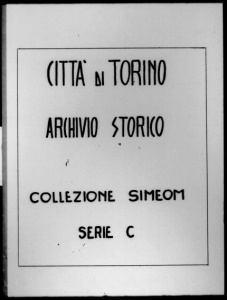 CITTA' DI TORINO
ARCHIVIO STORICO
COLLEZIONE SIMEOM
SERIE C